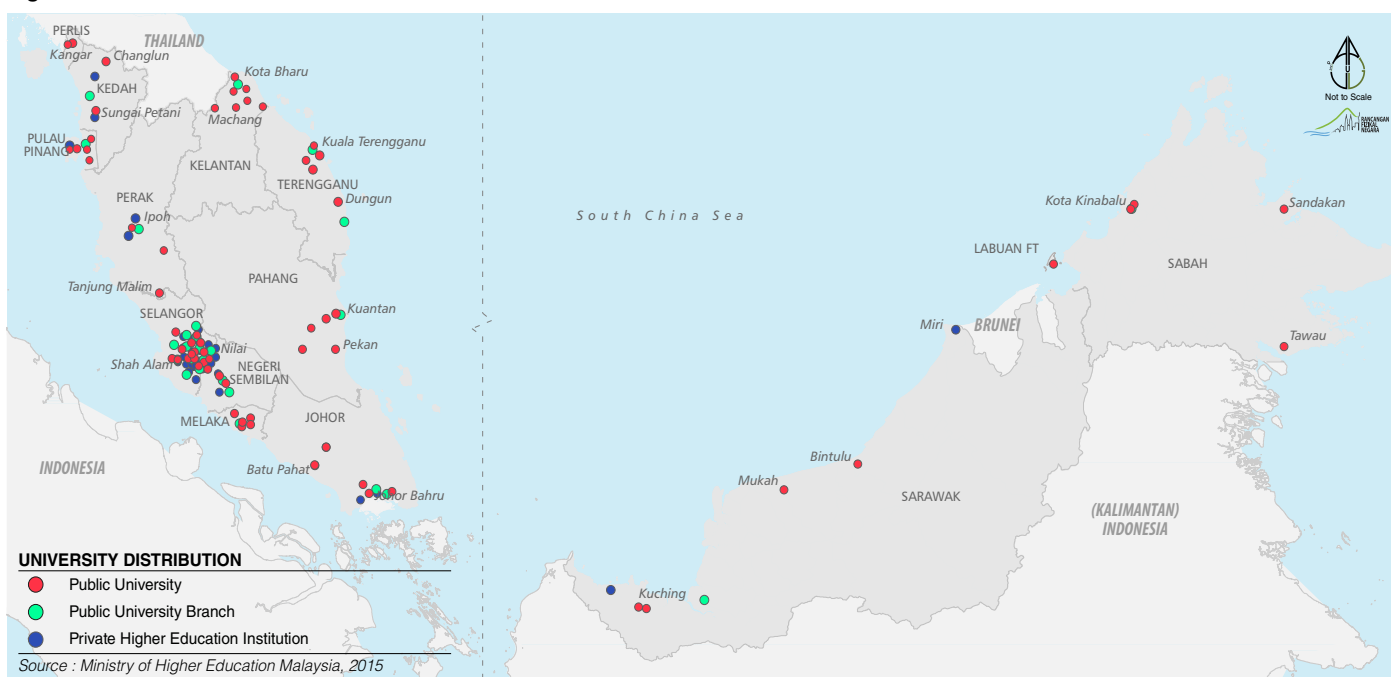 PERLIS
THAILAND
Kangar
Changlun
KEDAH
Kota Bharu
Sungai Petani
Machang
PULAU
PINANG
Kuala Terengganu
KELANTAN
TERENGGANU
PERAK
Dungun
Ipoh
PAHANG
Tanjung Malim
SELANGOR
Kuantan
Nilai
Pekan
Shah Alam
NEGERI
SEMBILAN
MELAKA
JOHOR
Batu Pahat
Johor Bahru
INDONESIA
South China Sea
Not to Scale
RANCANGAN
FIZIKAL
NEGARA
Kota Kinabalu
Sandakan
LABUAN FT
SABAH
Miri
BRUNEI
Tawau
Bintulu
Mukah
SARAWAK
(KALIMANTAN)
INDONESIA
Kuching
UNIVERSITY DISTRIBUTION
Public University
Public University Branch
Private Higher Education Institution
Source : Ministry of Higher Education Malaysia, 2015